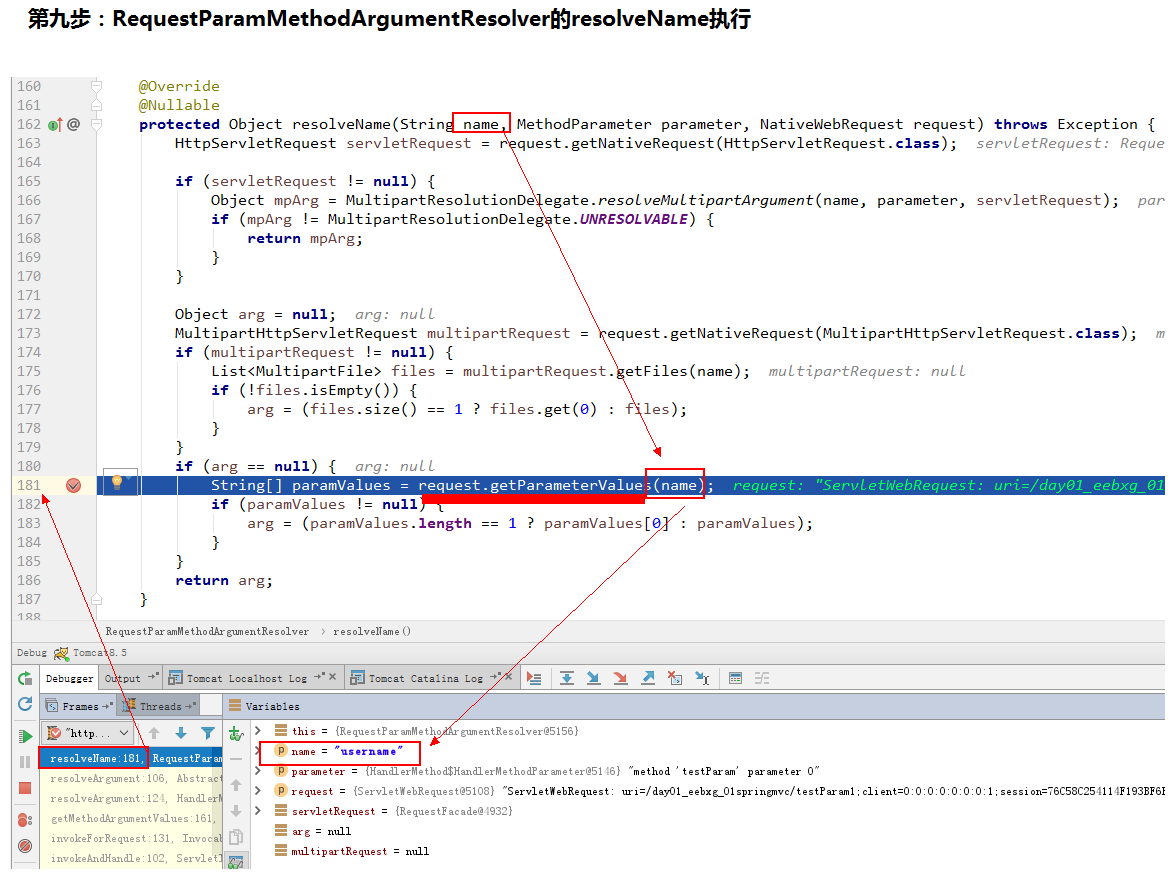 第九步：RequestParamMethodArgumentResolver的resolveName执行
160 @Override
161 @Nullable
162 @ protected Object resolveName(String name, MethodParameter parameter, NativeWebRequest request) throws Exception {
163 HttpServletRequest servletRequest = request.getNativeRequest(HttpServletRequest.class); servletRequest: Reque
164
165 if (servletRequest != null) {
166 Object mpArg = MultipartResolutionDelegate.resolveMultipartArgument(name, parameter, servletRequest); par
167 if (mpArg != MultipartResolutionDelegate.UNRESOLVABLE) {
168 return mpArg;
169 }
170 }
171
172 Object arg = null; arg: null
173 MultipartHttpServletRequest multipartRequest = request.getNativeRequest(MultipartHttpServletRequest.class); m
174 if (multipartRequest != null) {
175 List<MultipartFile> files = multipartRequest.getFiles(name); multipartRequest: null
176 if (!files.isEmpty()) {
177 arg = (files.size() == 1 ? files.get(0) : files);
178 }
179 }
180 if (arg == null) { arg: null
181 String[] paramValues = request.getParameterValues(name); request: "ServletWebRequest: uri=/day01_eebxg_01
182 if (paramValues != null) {
183 arg = (paramValues.length == 1 ? paramValues[0] : paramValues);
184 }
185 }
186 return arg;
187 }
188
RequestParamMethodArgumentResolver › resolveName()
Debug Tomcat8.5
Debugger Output Tomcat Localhost Log Tomcat Catalina Log
Frames Threads Variables
"http...
resolveName:181, RequestParam
resolveArgument:106, Abstract
resolveArgument:124, HandlerM
getMethodArgumentValues:161,
invokeForRequest:131, Invocab
invokeAndHandle:102, Servlet
this = {RequestParamMethodArgumentResolver@5156}
name = "username"
parameter = {HandlerMethod$HandlerMethodParameter@5146} "method 'testParam' parameter 0"
request = {ServletWebRequest@5108} "ServletWebRequest: uri=/day01_eebxg_01springmvc/testParam1;client=0:0:0:0:0:0:0:1;session=76C58C254114F193BF6
servletRequest = {RequestFacade@4932}
arg = null
multipartRequest = null